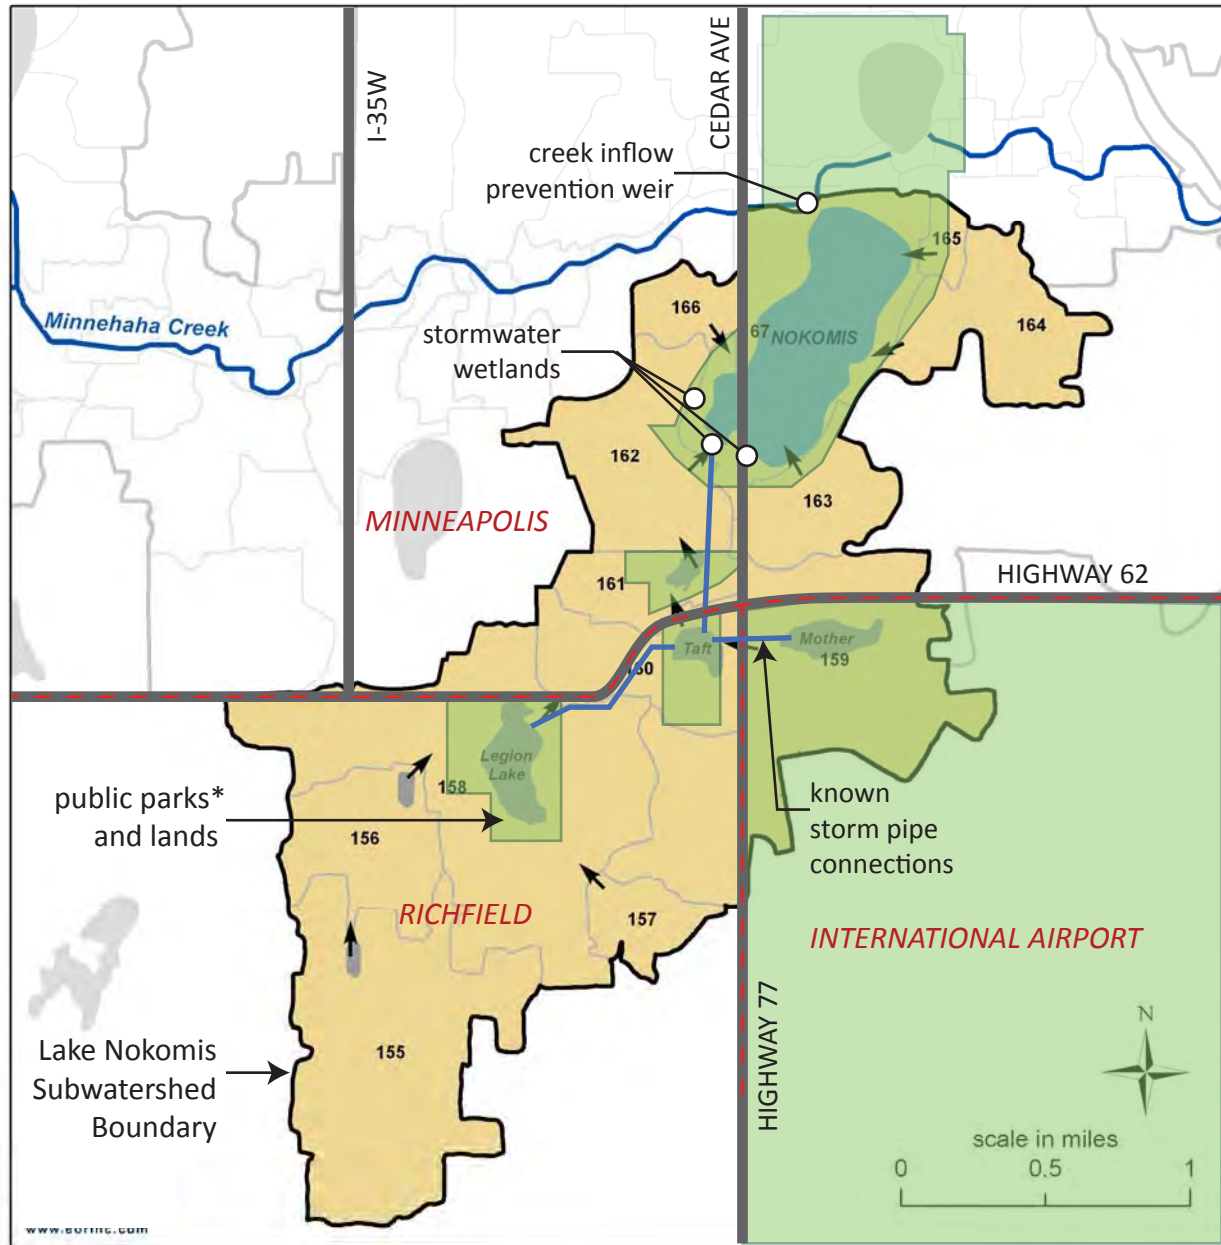 I-35W
CEDAR AVE
creek inflow
prevention weir
165
Minnehaha Creek
166
164
stormwater
wetlands
67
NOKOMIS
162
163
MINNEAPOLIS
161
HIGHWAY 62
Taft
Mother
159
60
Legion
Lake
158
public parks*
and lands
known
storm pipe
connections
156
RICHFIELD
157
INTERNATIONAL AIRPORT
HIGHWAY 77
N
Lake Nokomis
Subwatershed
Boundary
155
scale in miles
0 0.5 1
www.eorinc.com